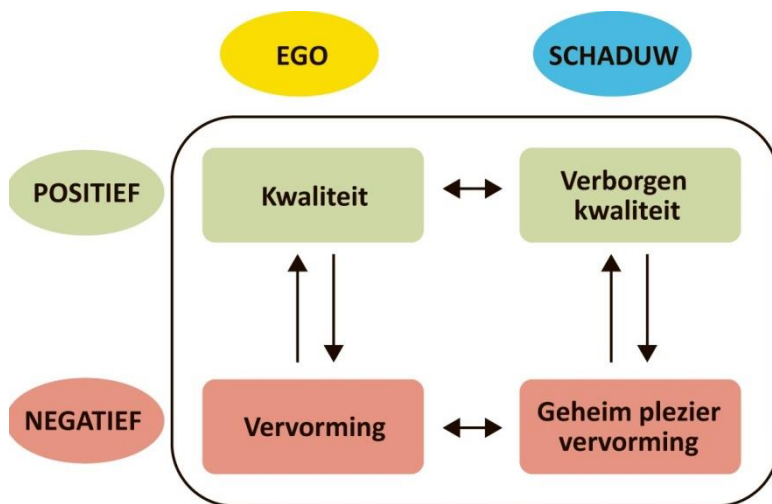 EGO
SCHADUW
POSITIEF
Kwaliteit
Verborgen
kwaliteit
NEGATIEF
Vervorming
Geheim plezier
vervorming